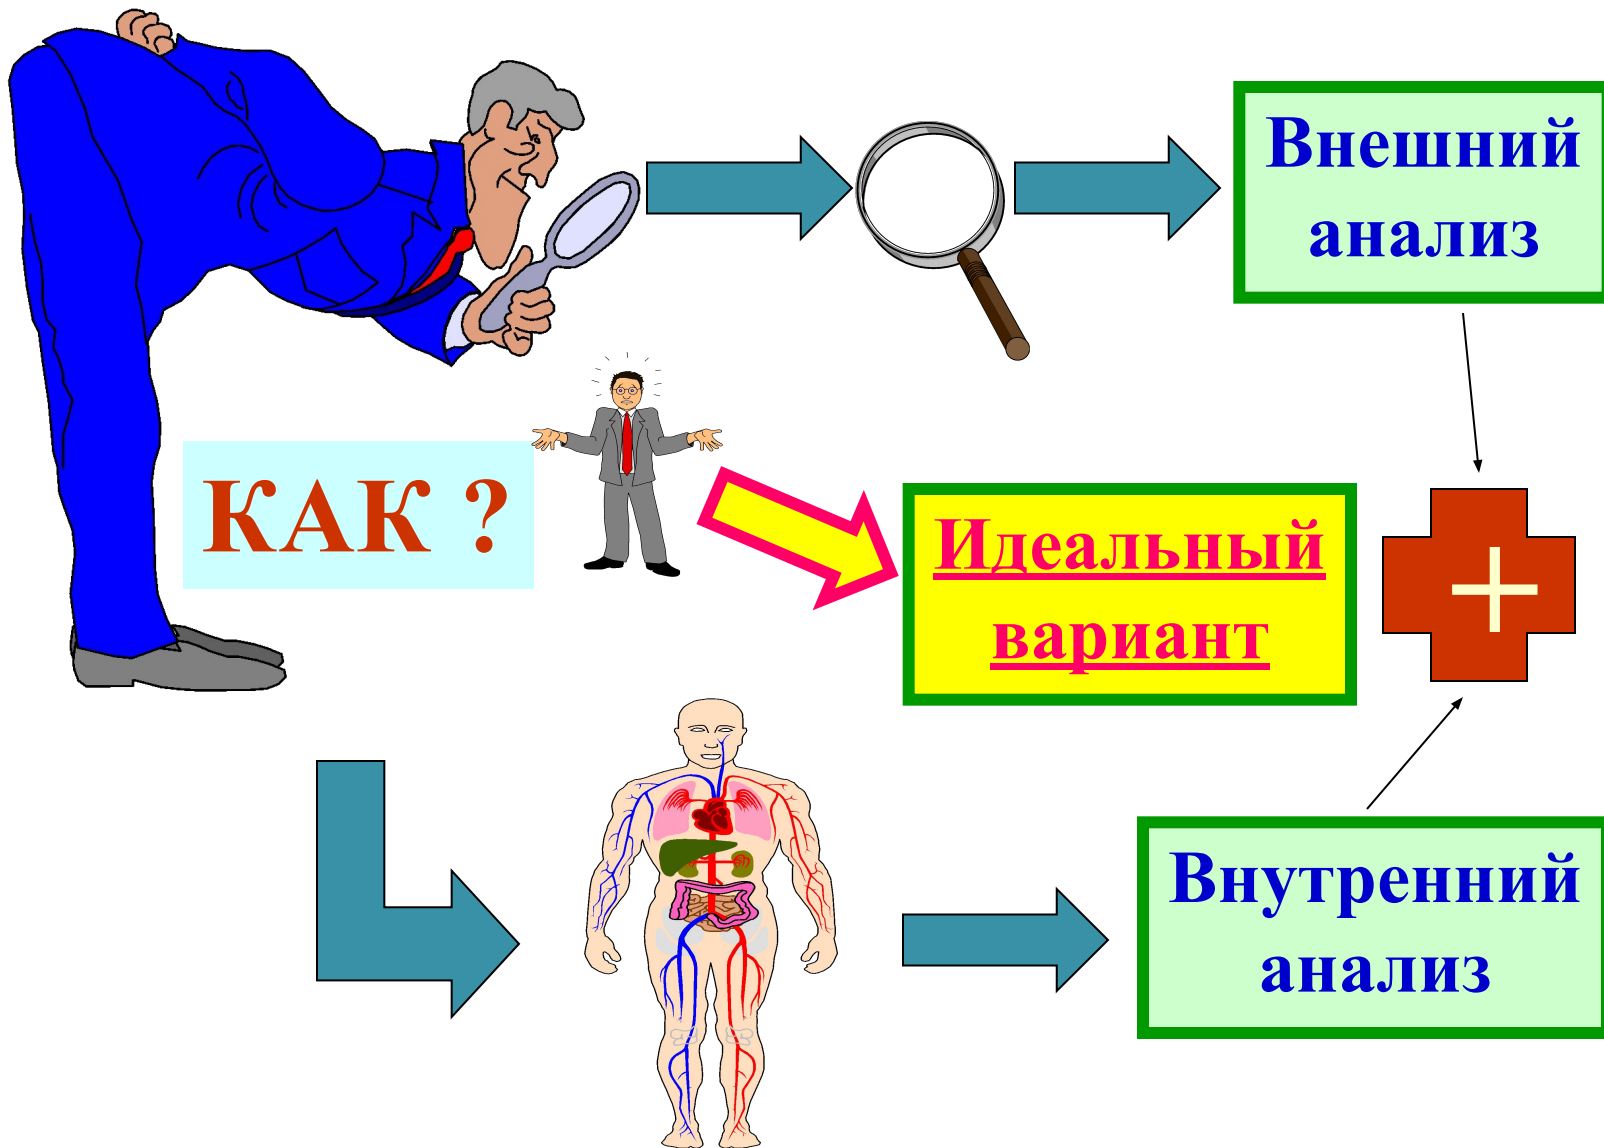 Внешний
анализ
КАК ?
Идеальный
вариант
+
Внутренний
анализ